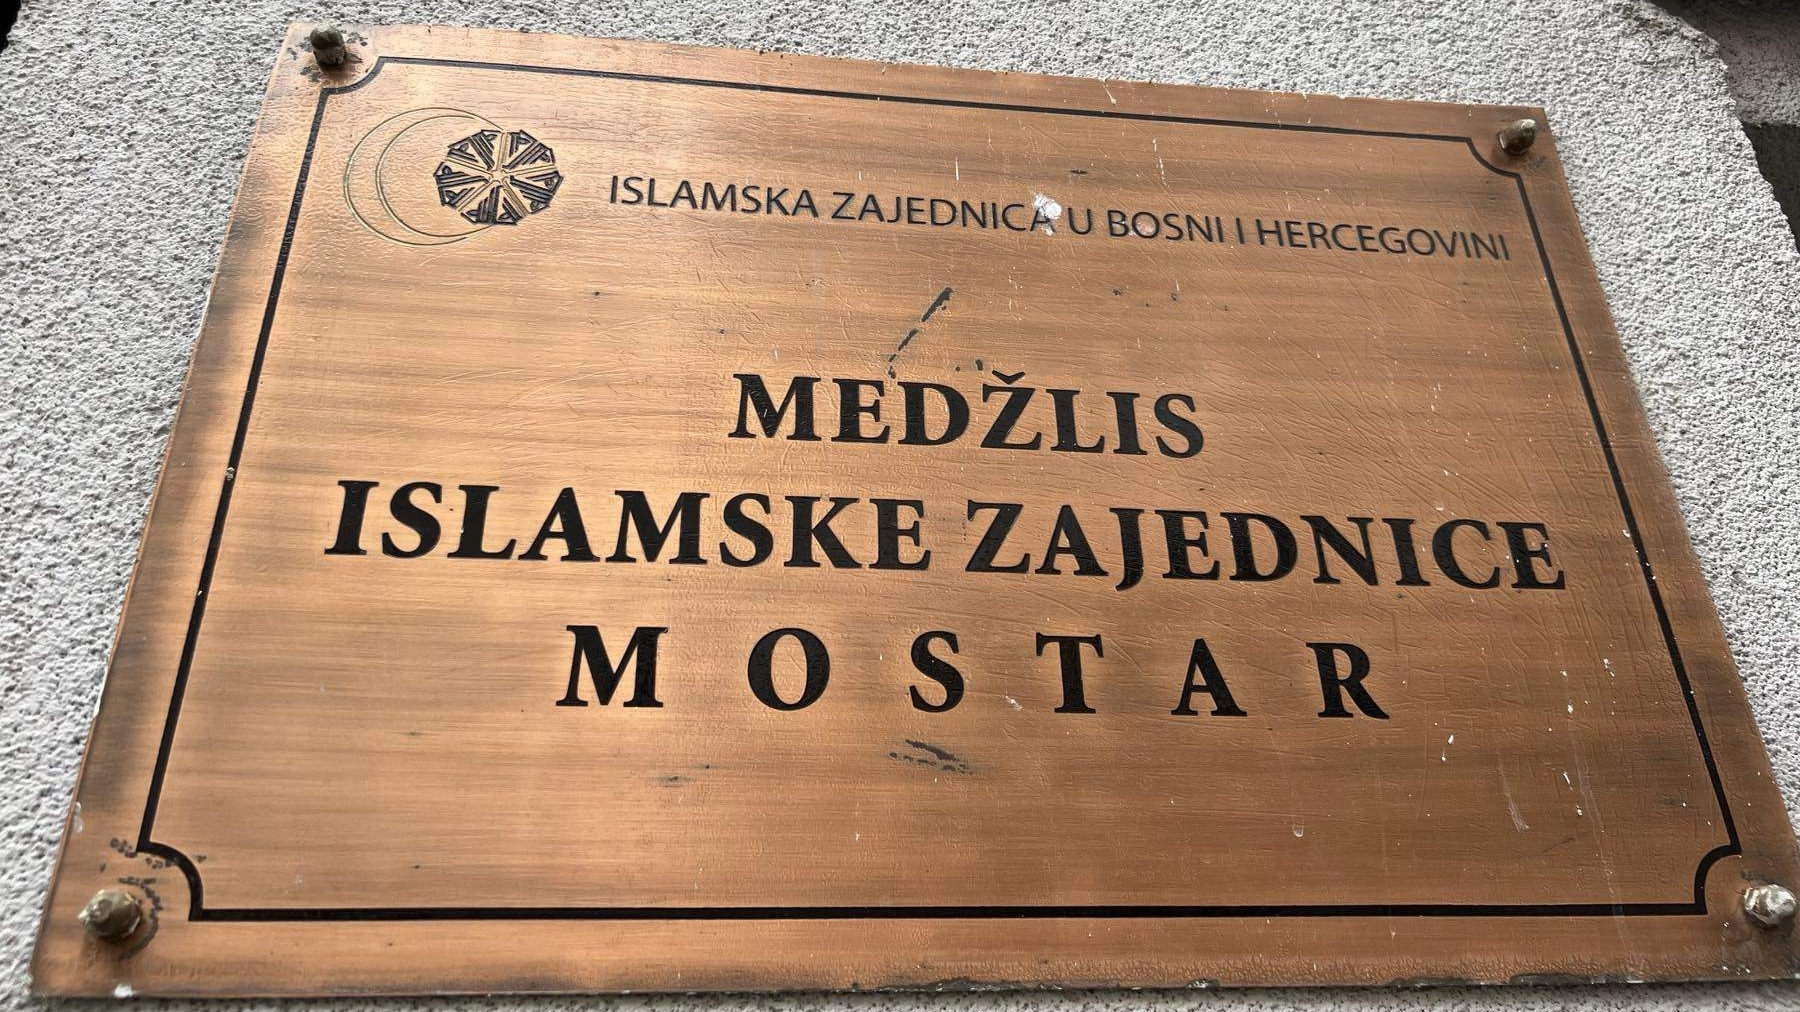 ISLAMSKA ZAJEDNICA U BOSNI I HERCEGOVINI
MEDŽLIS
ISLAMSKE ZAJEDNICE
MOSTAR